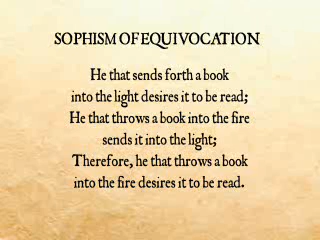 SOPHISM OF EQUIVOCATION
He that sends forth a book
into the light desires it to be read;
He that throws a book into the fire
sends it into the light;
Therefore, he that throws a book
into the fire desires it to be read.